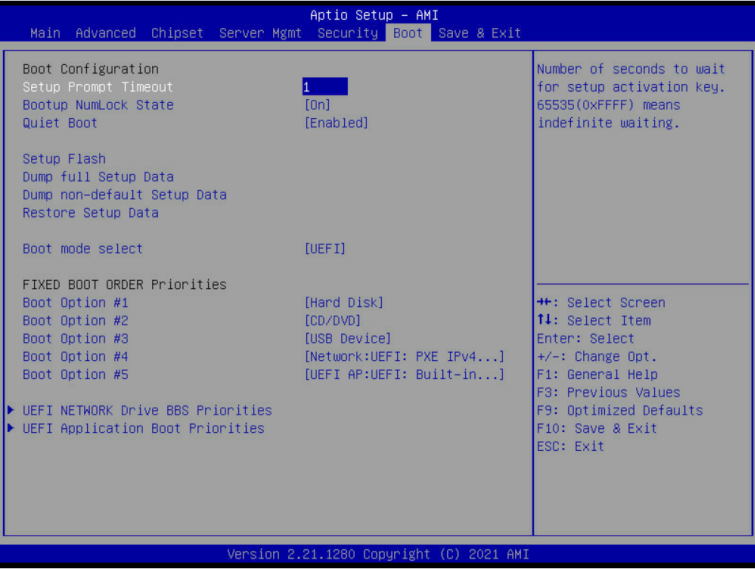 Aptio Setup – AMI
Main Advanced Chipset Server Mgmt Security Boot Save & Exit
Boot Configuration
Setup Prompt Timeout 1
Bootup NumLock State [On]
Quiet Boot [Enabled]
Setup Flash
Dump full Setup Data
Dump non-default Setup Data
Restore Setup Data
Boot mode select [UEFI]
FIXED BOOT ORDER Priorities
Boot Option #1 [Hard Disk]
Boot Option #2 [CD/DVD]
Boot Option #3 [USB Device]
Boot Option #4 [Network:UEFI: PXE IPv4...]
Boot Option #5 [UEFI AP:UEFI: Built-in...]
UEFI NETWORK Drive BBS Priorities
UEFI Application Boot Priorities
Number of seconds to wait
for setup activation key.
65535(0xFFFF) means
indefinite waiting.
→←: Select Screen
↑↓: Select Item
Enter: Select
+/-: Change Opt.
F1: General Help
F3: Previous Values
F9: Optimized Defaults
F10: Save & Exit
ESC: Exit
Version 2.21.1280 Copyright (C) 2021 AMI